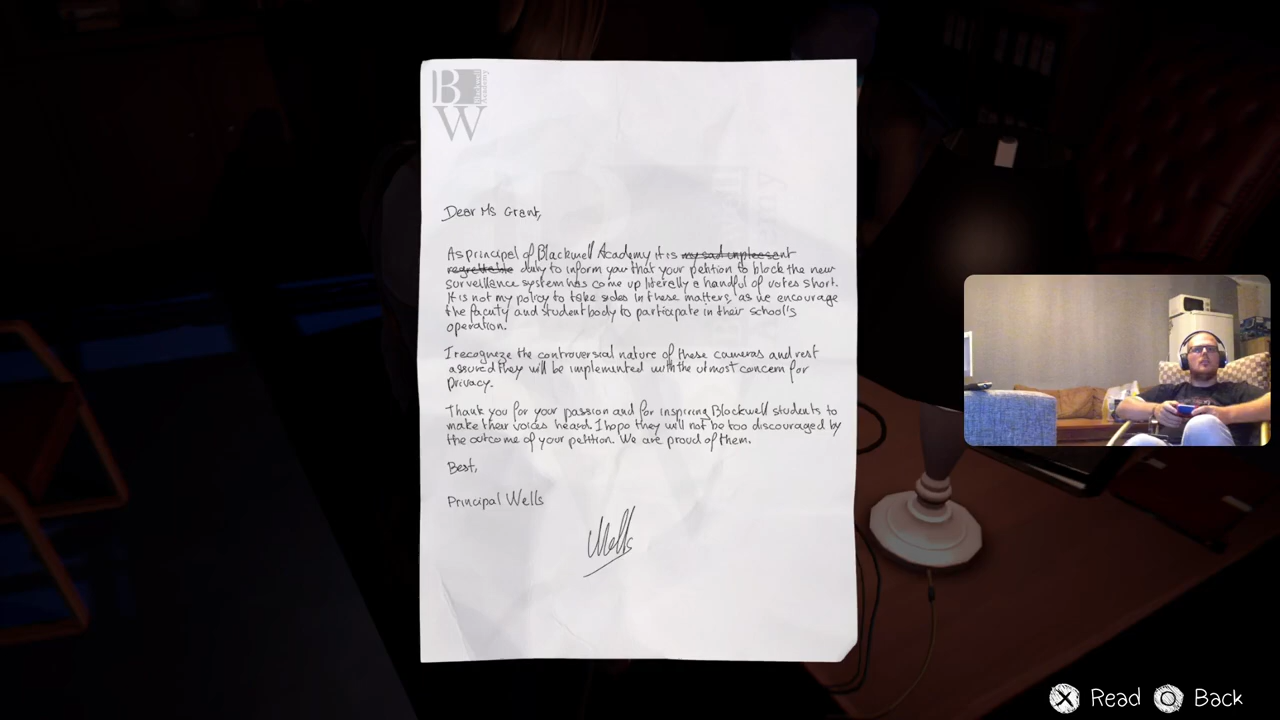 BW Blackwell Academy
Dear Ms Grant,
As principal of Blackwell Academy it is my sad unpleasent
regrettable duty to inform you that your petition to block the new
surveillence system has come up literally a handful of votes short.
It is not my policy to take sides in these matters, as we encourage
the faculty and student body to participate in their school's
operation.
I recogneze the controversial nature of these cameras and rest
assured they will be implemented with the utmost concern for
privacy.
Thank you for your passion and for inspiring Blackwell students to
make their voices heard. I hope they will not be too discouraged by
the outcome of your petition. We are proud of them.
Best,
Principal Wells
Wells
Read Back